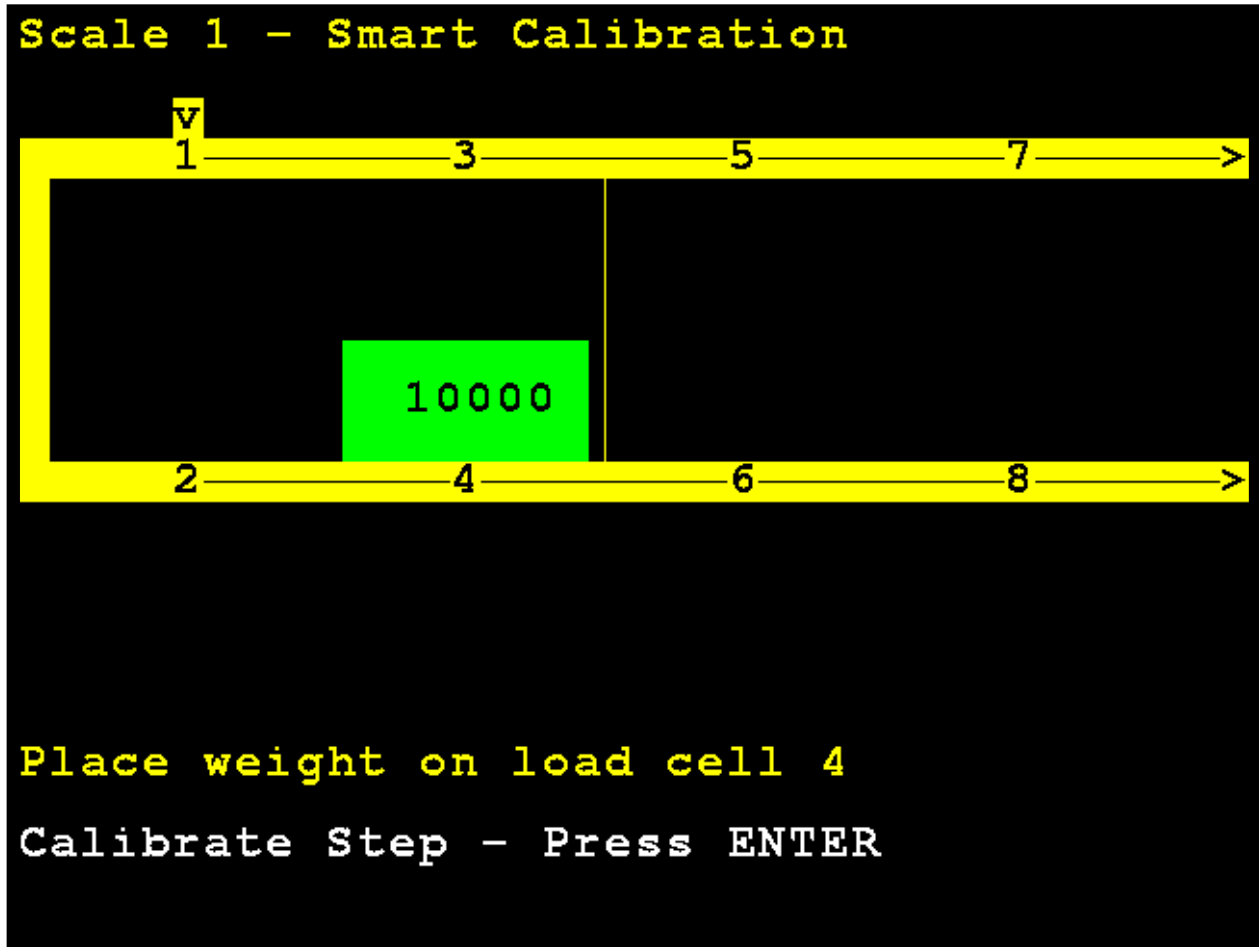 Scale 1 – Smart Calibration
v
1 3 5 7 >
10000
2 4 6 8 >
Place weight on load cell 4
Calibrate Step – Press ENTER